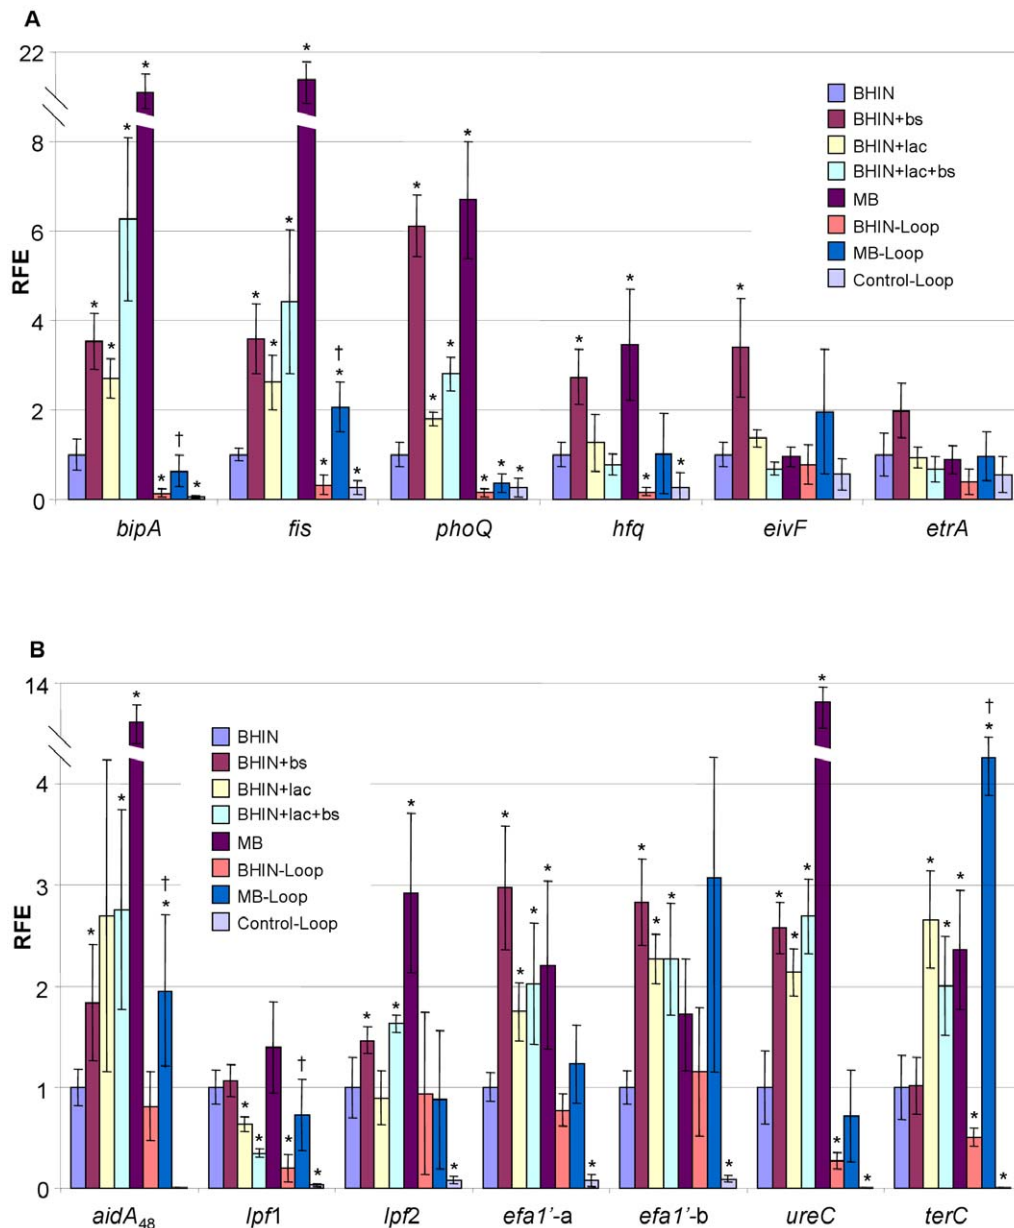 A
22
8
6
4
2
0
RFE
BHIN
BHIN+bs
BHIN+lac
BHIN+lac+bs
MB
BHIN-Loop
MB-Loop
Control-Loop
* * * * *
* † *
* * * * † *
* *
* * * * * * *
* * * *
*
bipA fis phoQ hfq eivF etrA
B
14
4
3
2
1
0
RFE
BHIN
BHIN+bs
BHIN+lac
BHIN+lac+bs
MB
BHIN-Loop
MB-Loop
Control-Loop
* * * † *
* * * † *
* * * *
* * * * *
* * * *
* * * * * *
* * * * † * *
aidA48 lpf1 lpf2 efa1'-a efa1'-b ureC terC